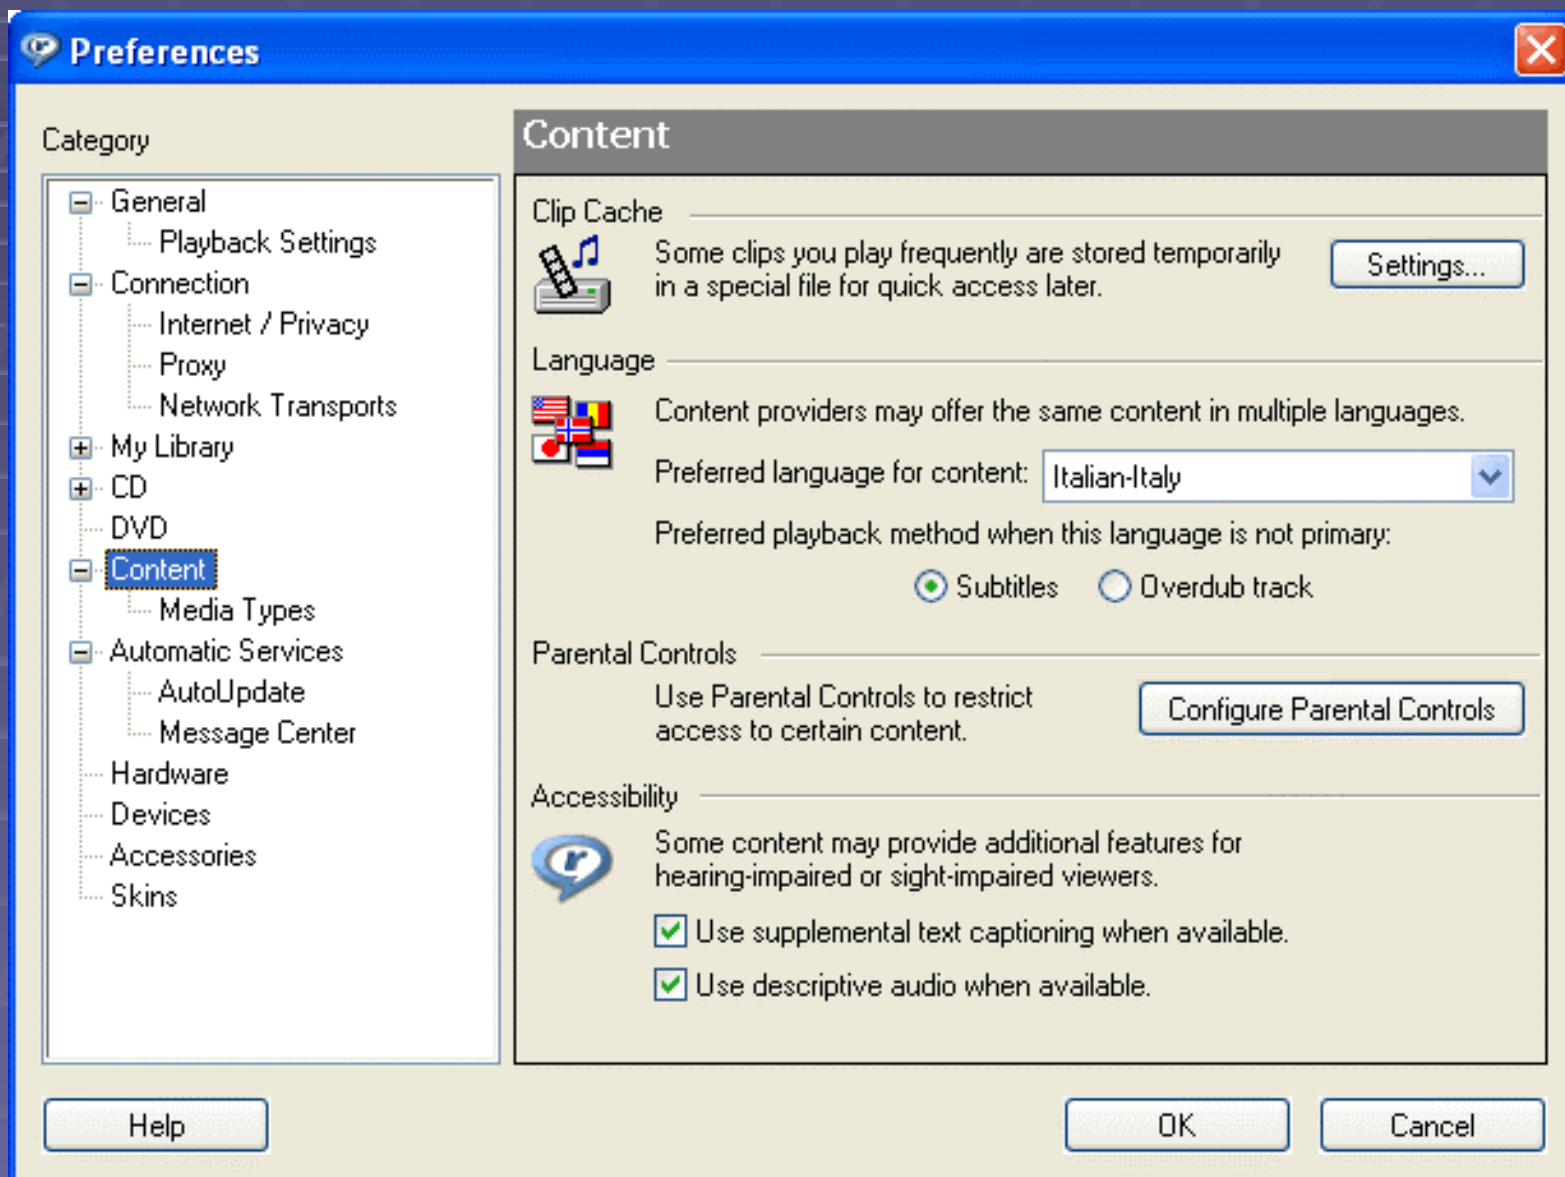 Preferences
Category
General
Playback Settings
Connection
Internet / Privacy
Proxy
Network Transports
My Library
CD
DVD
Content
Media Types
Automatic Services
AutoUpdate
Message Center
Hardware
Devices
Accessories
Skins
Content
Clip Cache
Some clips you play frequently are stored temporarily
in a special file for quick access later.
Settings...
Language
Content providers may offer the same content in multiple languages.
Preferred language for content: Italian-Italy
Preferred playback method when this language is not primary:
Subtitles Overdub track
Parental Controls
Use Parental Controls to restrict
access to certain content.
Configure Parental Controls
Accessibility
Some content may provide additional features for
hearing-impaired or sight-impaired viewers.
Use supplemental text captioning when available.
Use descriptive audio when available.
Help OK Cancel